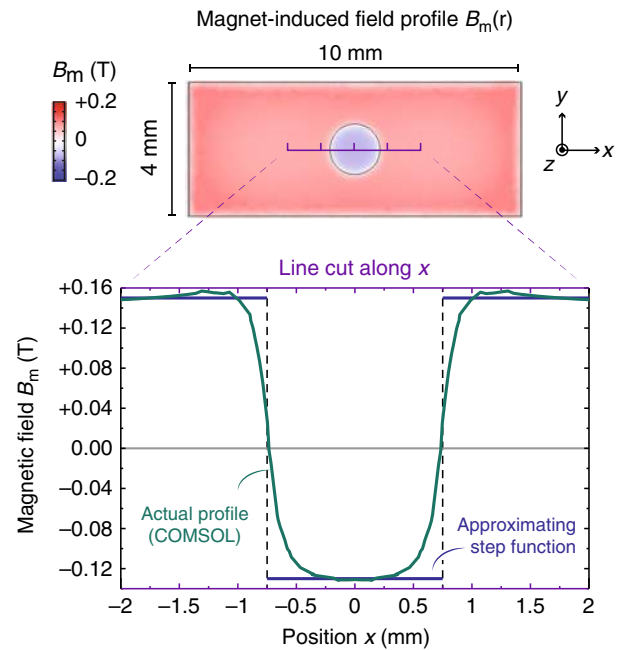 Magnet-induced field profile Bₘ(r)
10 mm
Bₘ (T)
+0.2
0
−0.2
4 mm
y
z
x
Line cut along x
Magnetic field Bₘ (T)
+0.16
+0.12
+0.08
+0.04
0.00
−0.04
−0.08
−0.12
Actual profile
(COMSOL)
Approximating
step function
−2 −1.5 −1 −0.5 0 0.5 1 1.5 2
Position x (mm)